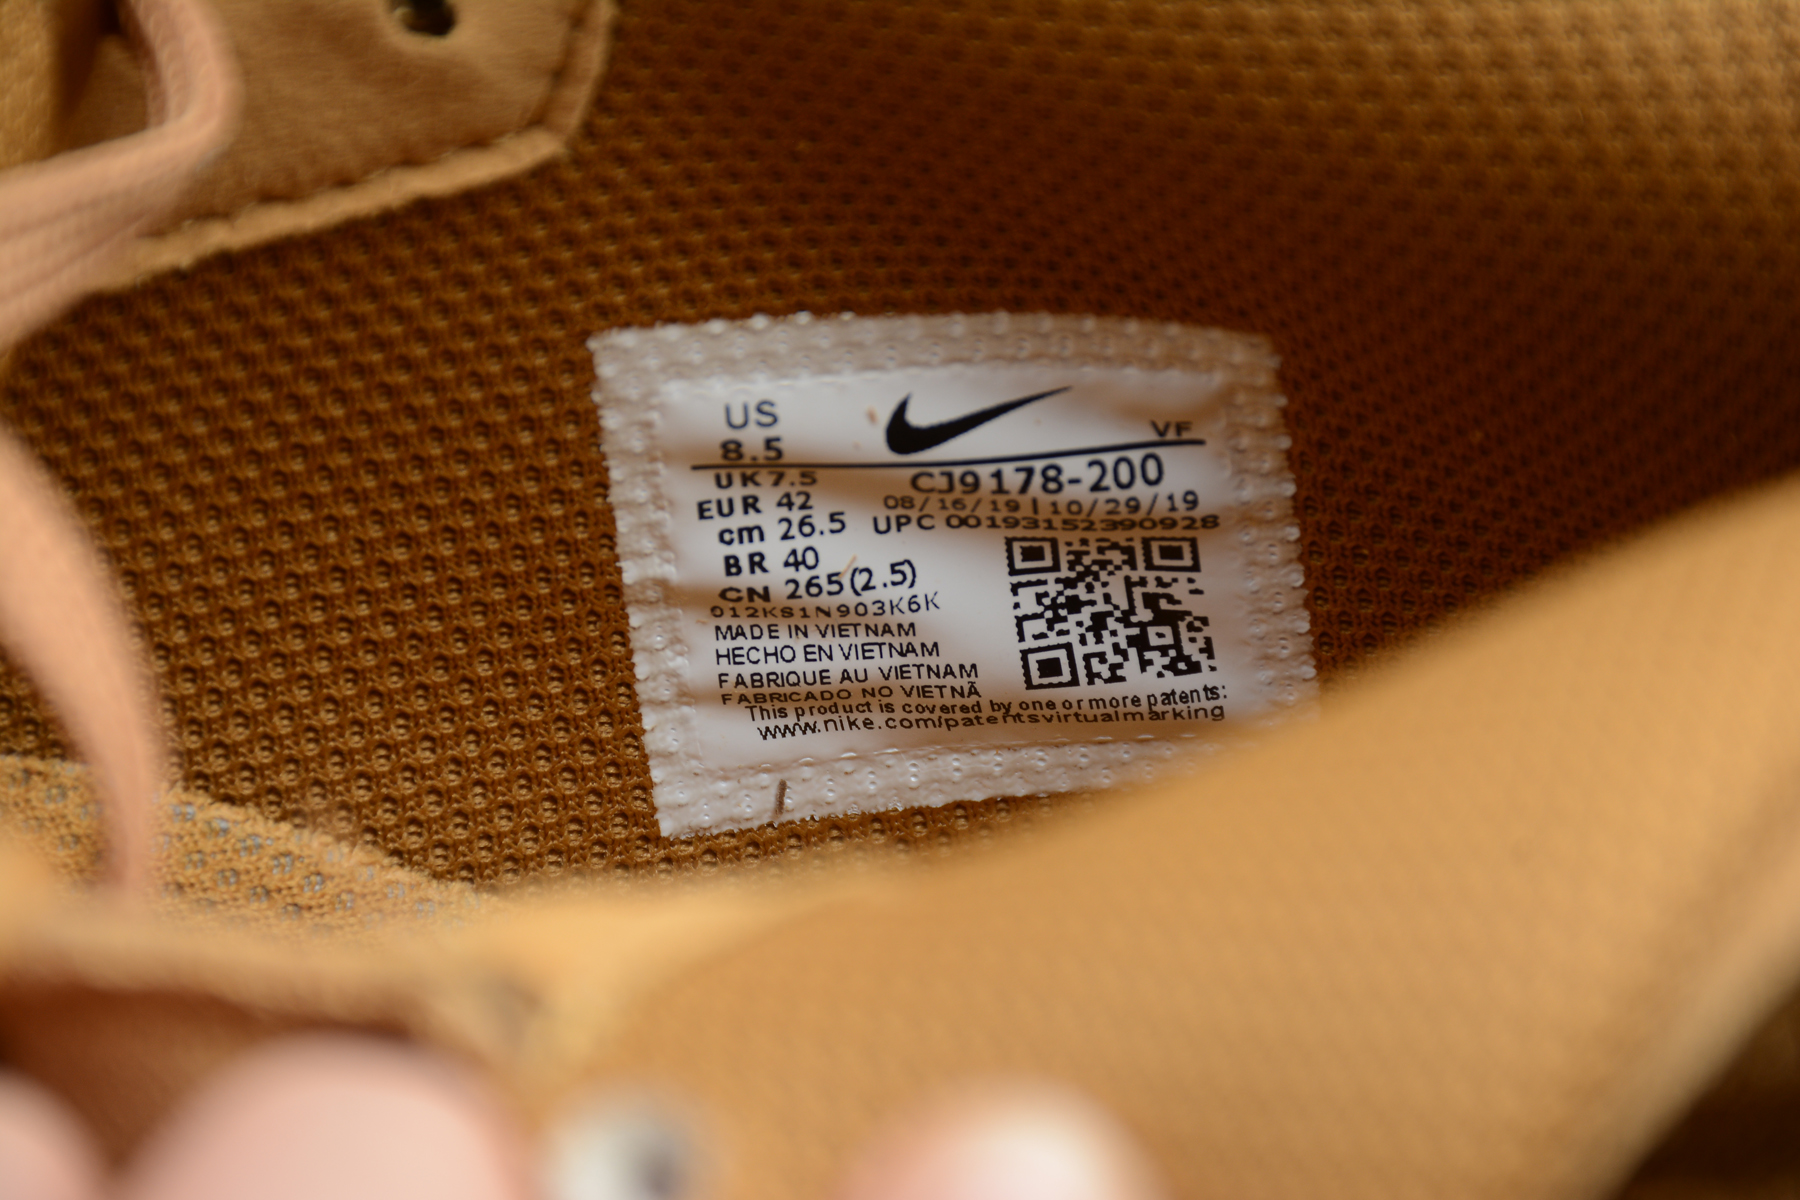 US
8.5
VF
UK 7.5
CJ9178-200
EUR 42
08/16/19 | 10/29/19
cm 26.5
UPC 00193152390928
BR 40
CN 265(2.5)
012KS1N903K6K
MADE IN VIETNAM
HECHO EN VIETNAM
FABRIQUE AU VIETNAM
FABRICADO NO VIETNÃ
This product is covered by one or more patents:
www.nike.com/patentsvirtualmarking